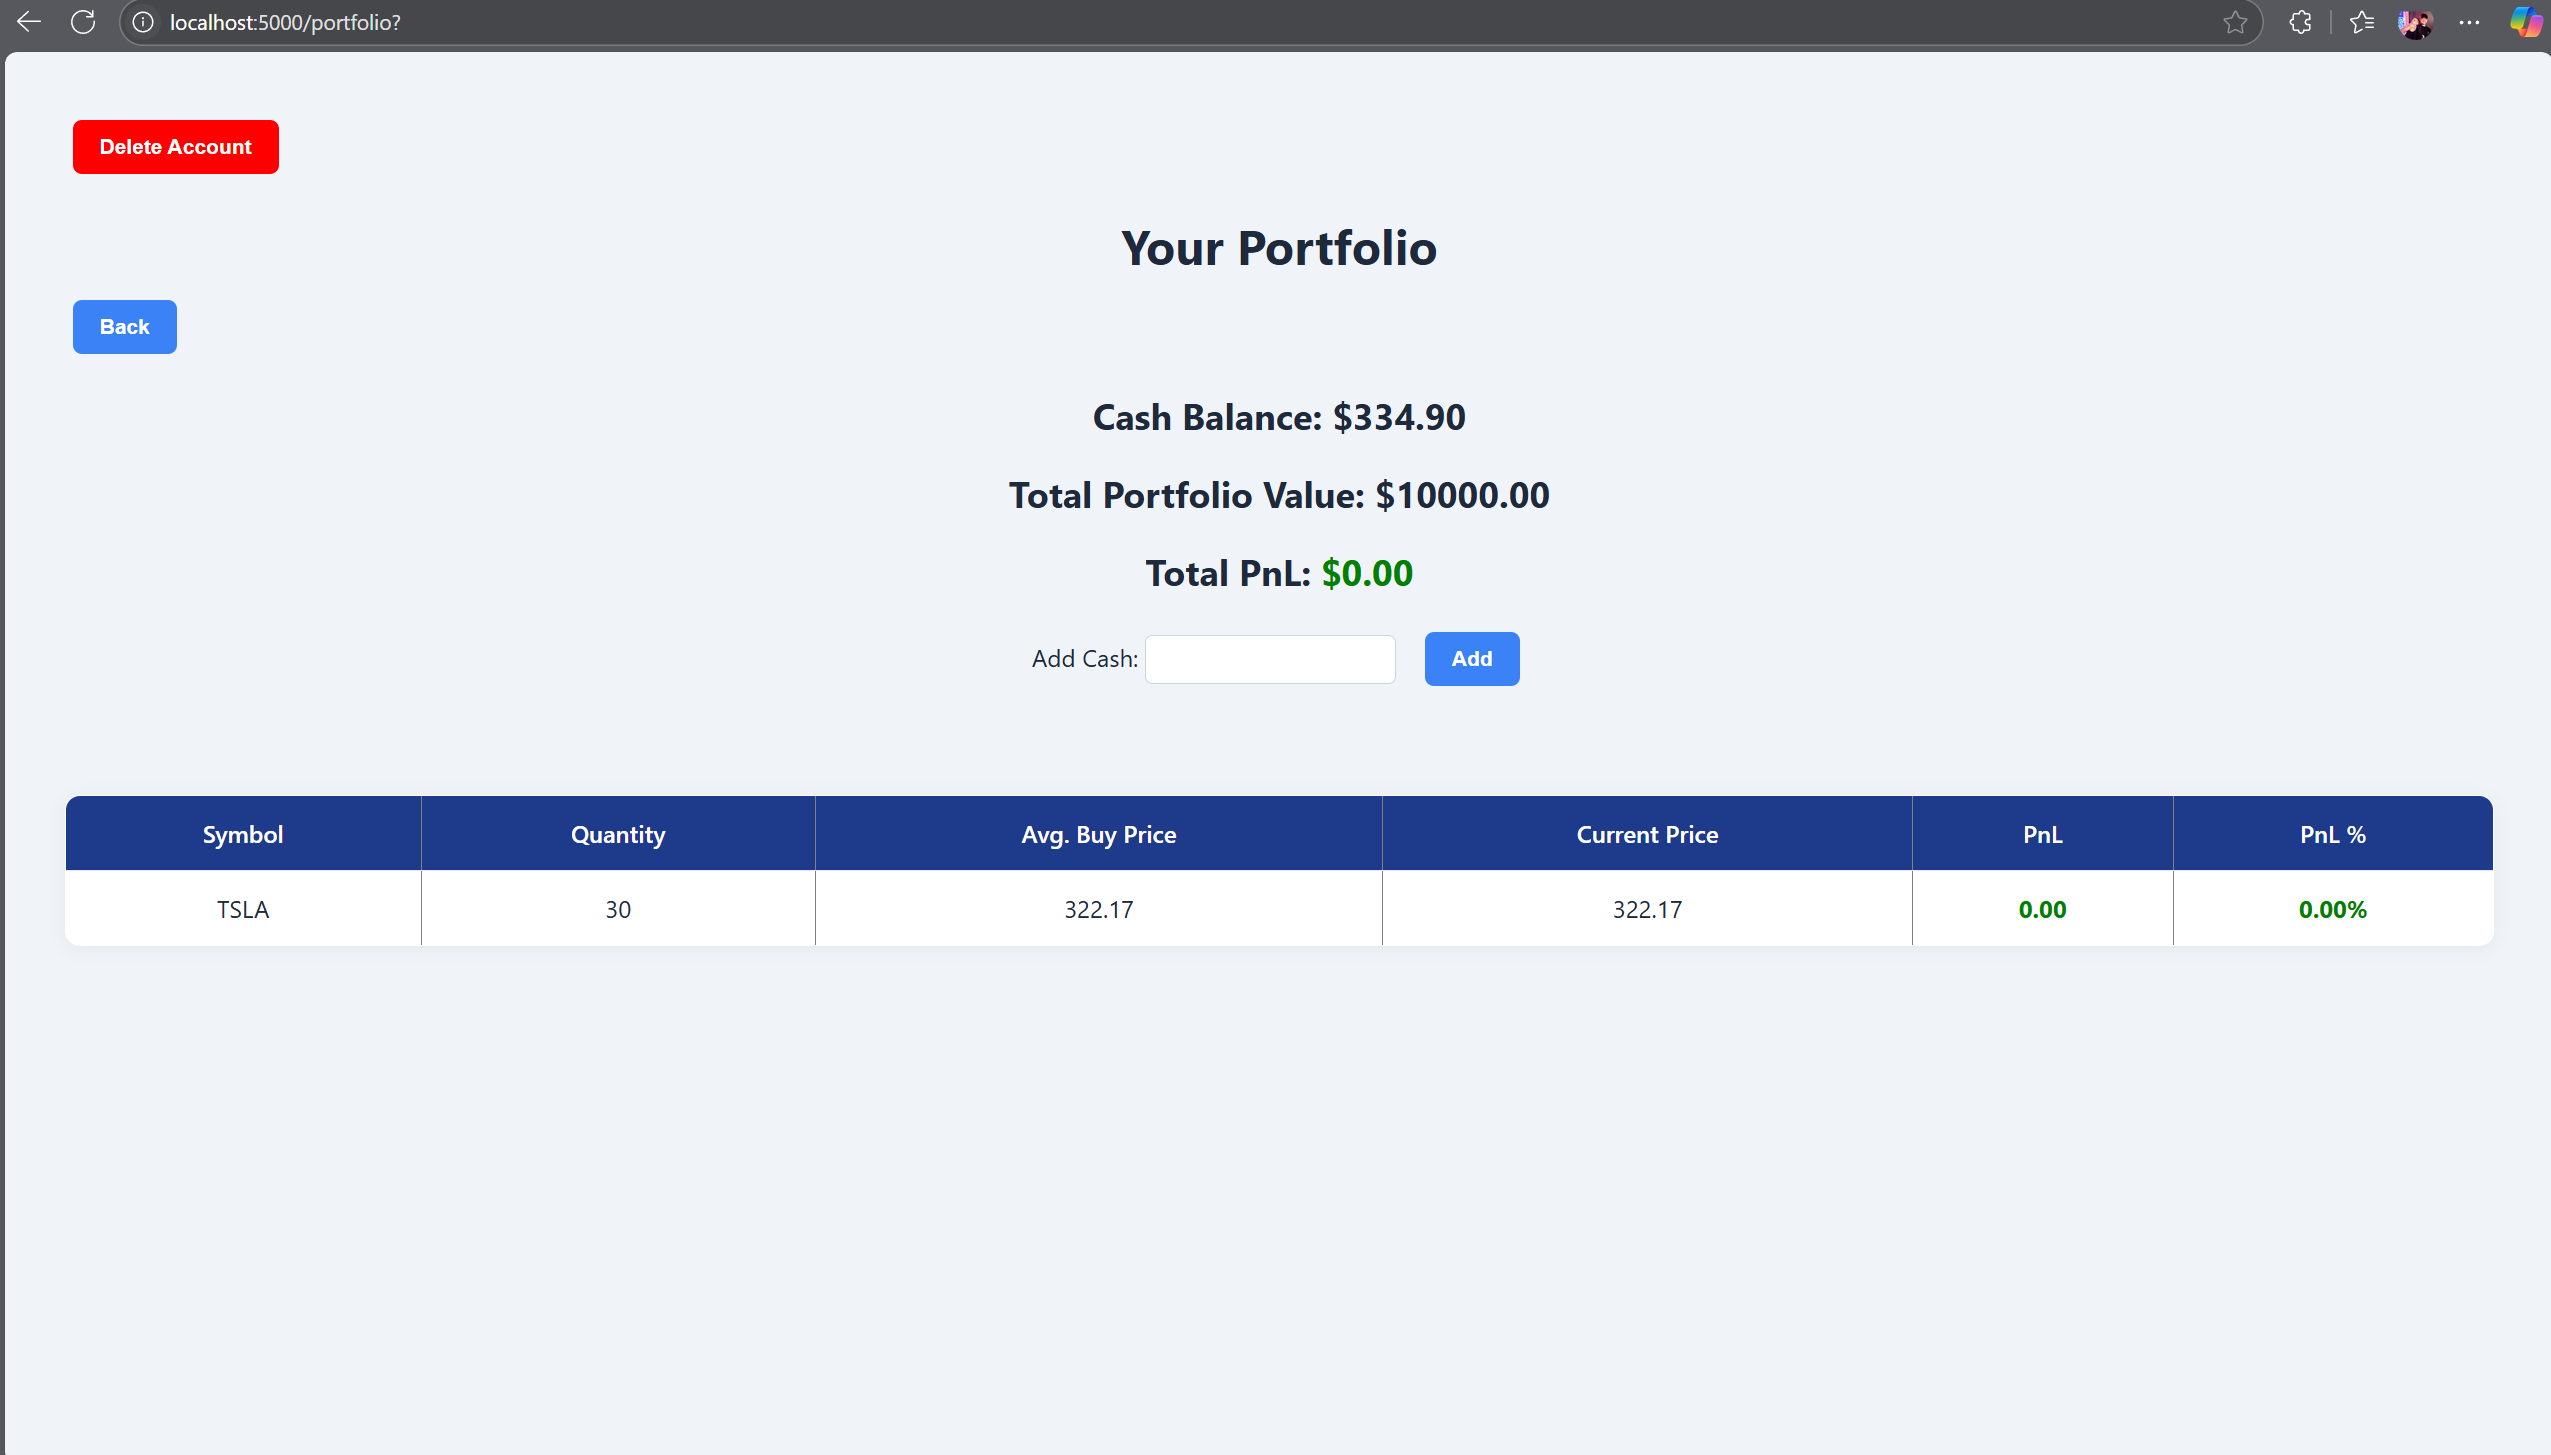 localhost:5000/portfolio?
Delete Account
Your Portfolio
Back
Cash Balance: $334.90
Total Portfolio Value: $10000.00
Total PnL: $0.00
Add Cash: Add
Symbol Quantity Avg. Buy Price Current Price PnL PnL %
TSLA 30 322.17 322.17 0.00 0.00%